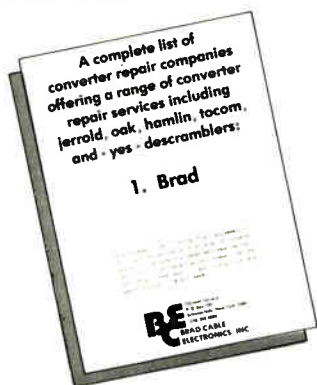 A complete list of
converter repair companies
offering a range of converter
repair services including
jerrold, oak, hamlin, tocom,
and - yes - descramblers:
1. Brad
BCE
BRAD CABLE
ELECTRONICS, INC